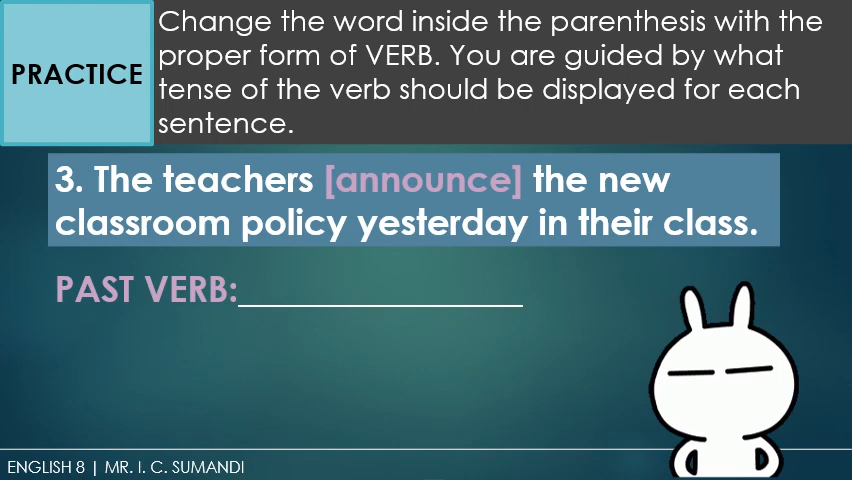 PRACTICE
Change the word inside the parenthesis with the
proper form of VERB. You are guided by what
tense of the verb should be displayed for each
sentence.
3. The teachers [announce] the new
classroom policy yesterday in their class.
PAST VERB:_______________
ENGLISH 8 | MR. I. C. SUMANDI